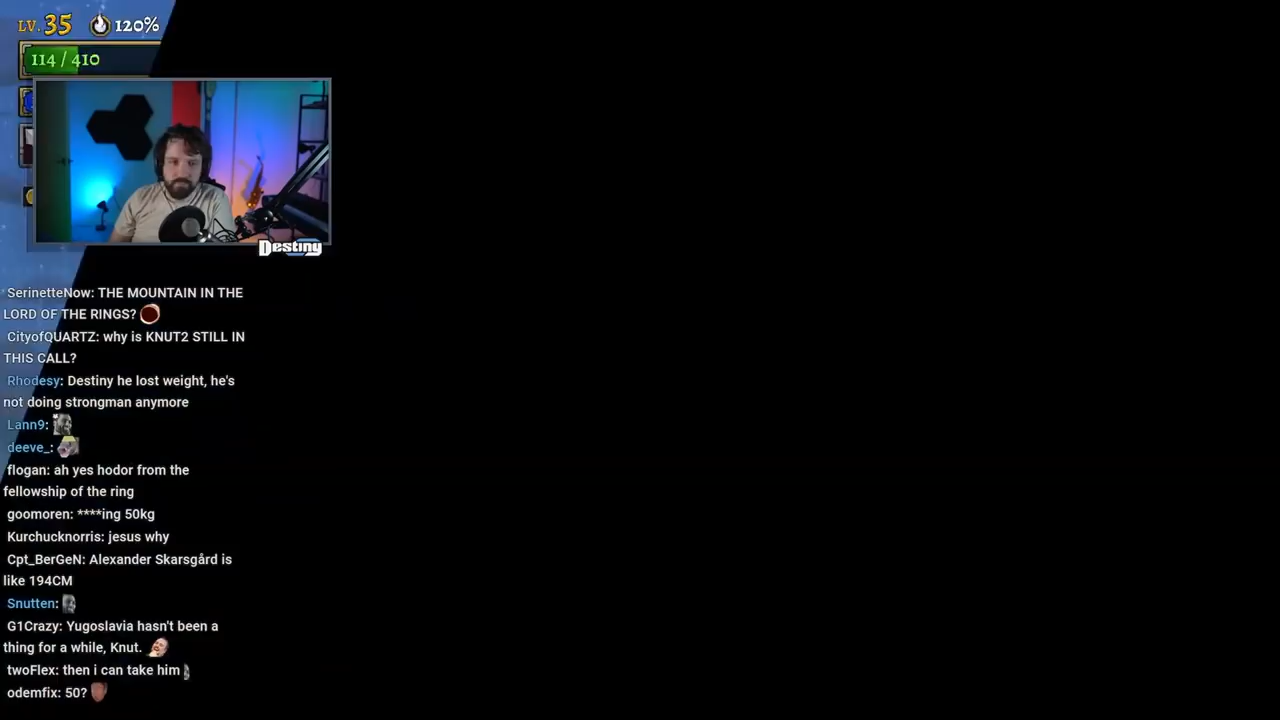 LV. 35 120%
114 / 410
Destiny
SerinetteNow: THE MOUNTAIN IN THE
LORD OF THE RINGS?
CityofQUARTZ: why is KNUT2 STILL IN
THIS CALL?
Rhodesy: Destiny he lost weight, he's
not doing strongman anymore
Lann9:
deeve_:
flogan: ah yes hodor from the
fellowship of the ring
goomoren: ****ing 50kg
Kurchucknorris: jesus why
Cpt_BerGeN: Alexander Skarsgård is
like 194CM
Snutten:
G1Crazy: Yugoslavia hasn't been a
thing for a while, Knut.
twoFlex: then i can take him
odemfix: 50?